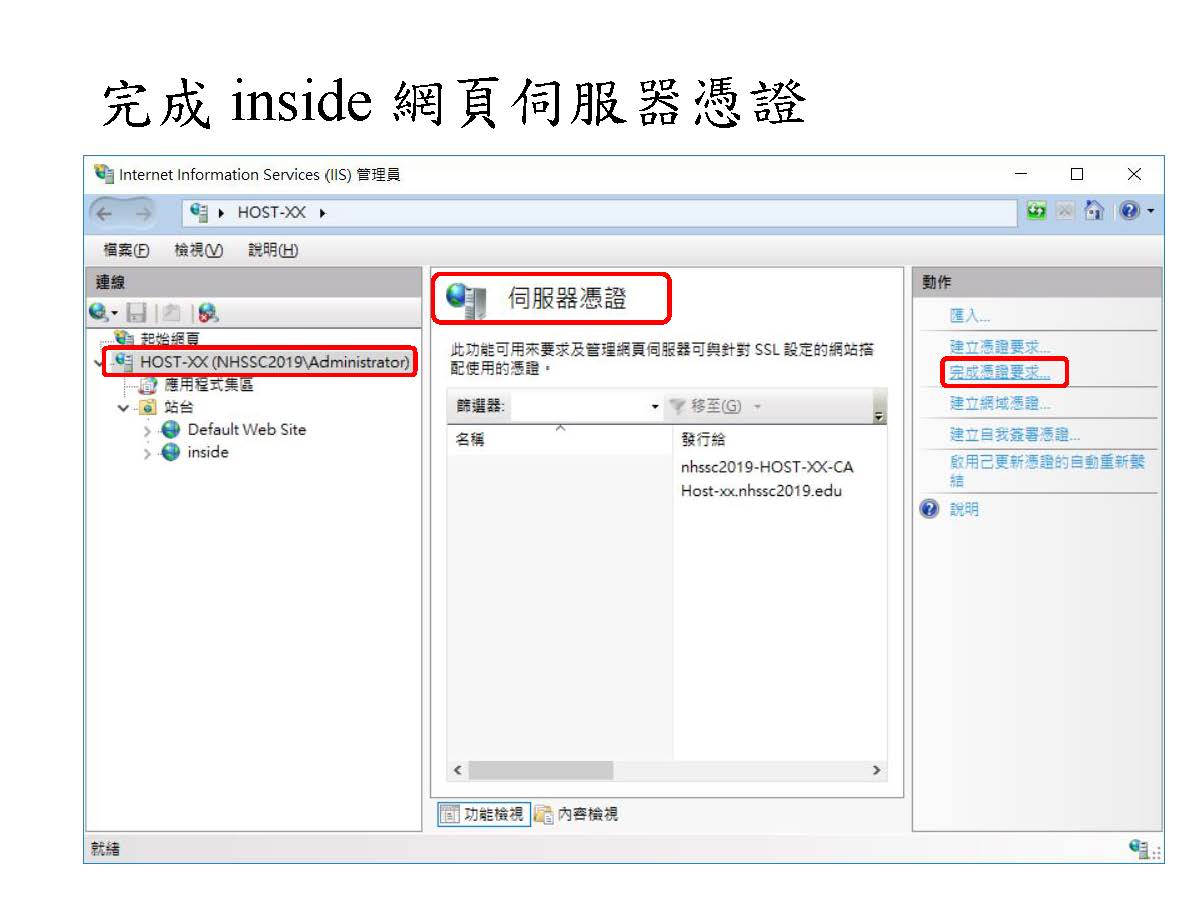 完成 inside 網頁伺服器憑證
Internet Information Services (IIS) 管理員
HOST-XX
檔案(F) 檢視(V) 說明(H)
連線
起始網頁
HOST-XX (NHSSC2019\Administrator)
應用程式集區
站台
Default Web Site
inside
伺服器憑證
此功能可用來要求及管理網頁伺服器可與針對 SSL 設定的網站搭
配使用的憑證。
篩選器: 移至(G)
名稱 發行給
nhssc2019-HOST-XX-CA
Host-xx.nhssc2019.edu
功能檢視 內容檢視
動作
匯入...
建立憑證要求...
完成憑證要求...
建立網域憑證...
建立自我簽署憑證...
啟用已更新憑證的自動重新繫
結
說明
就緒